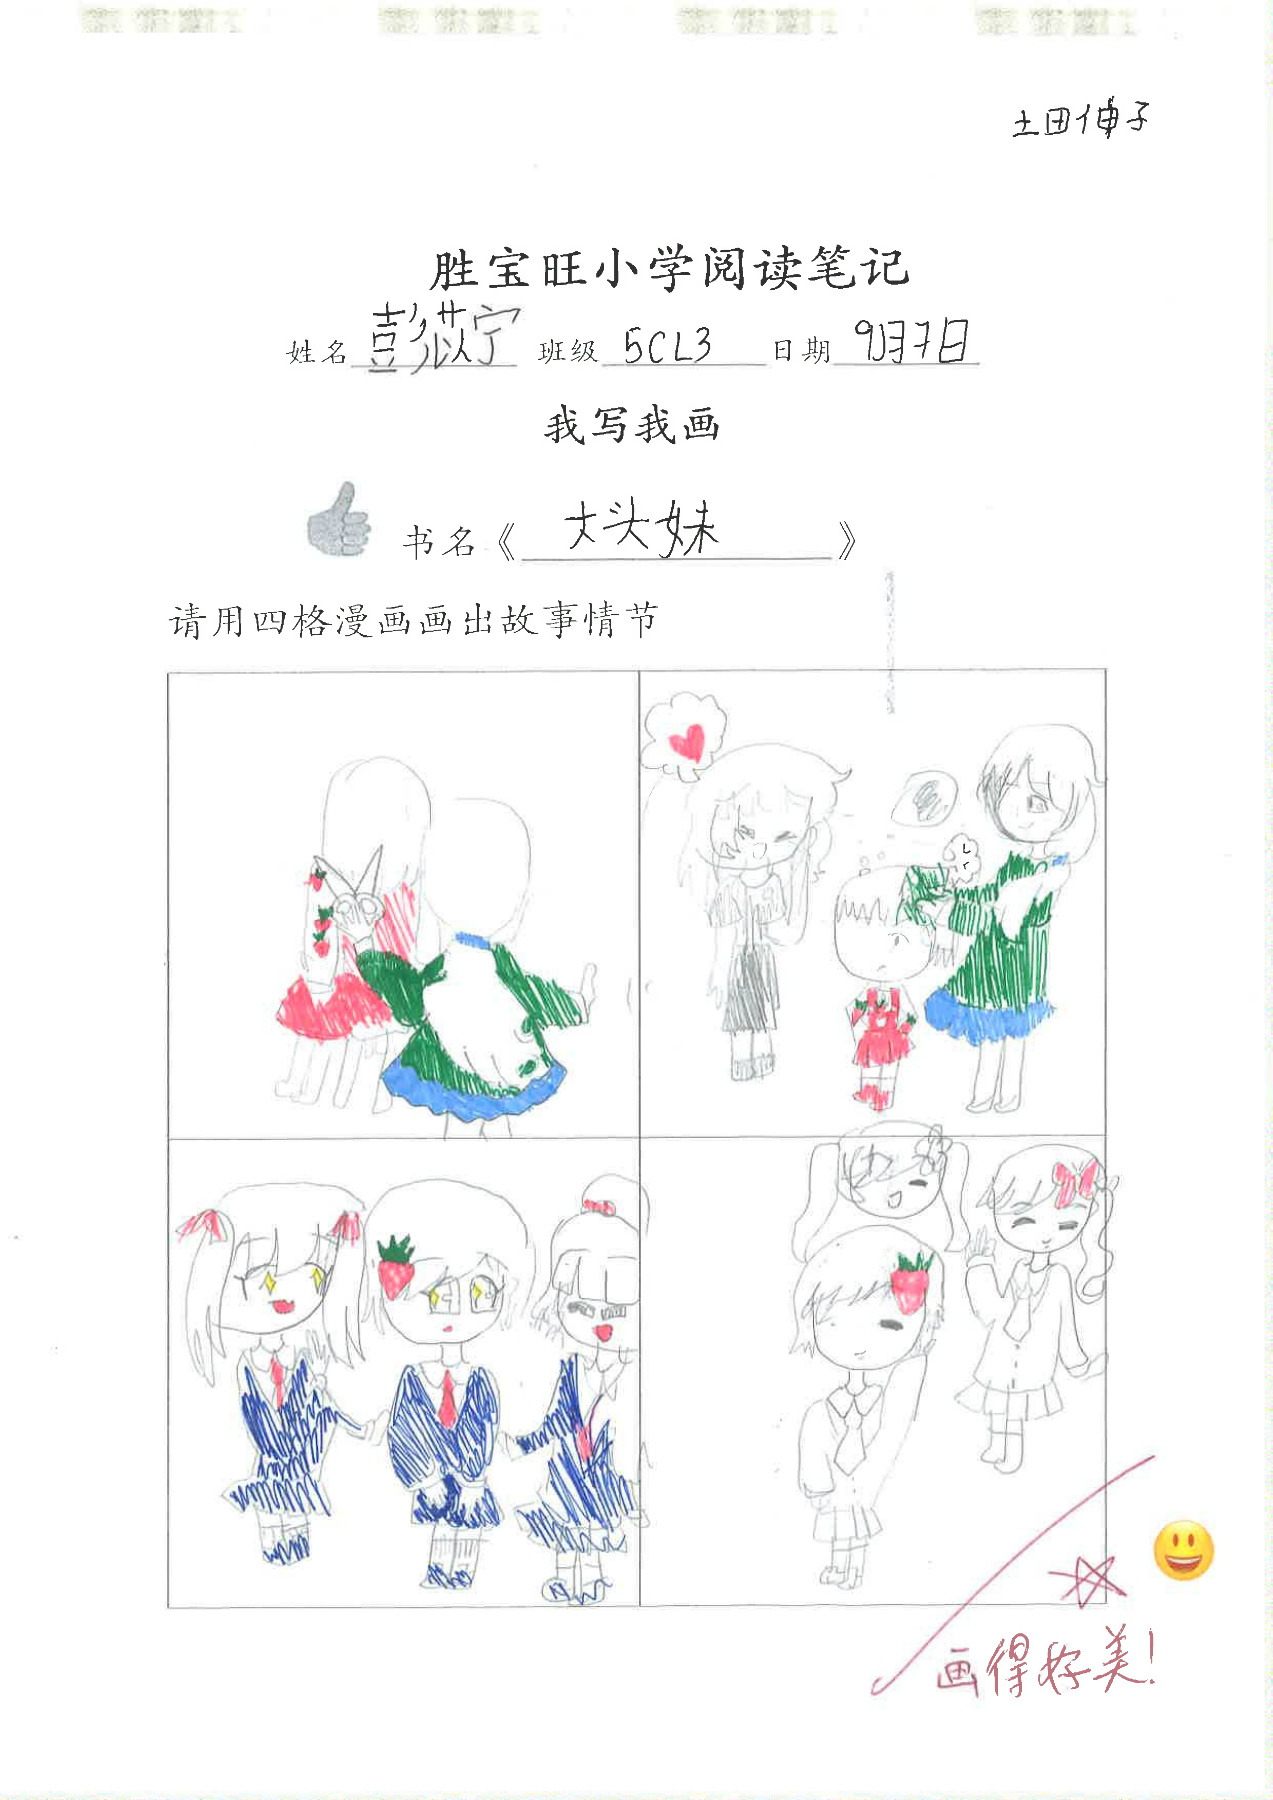 土田伸子
胜宝旺小学阅读笔记
姓名 彭苡宁 班级 5CL3 日期 9月7日
我写我画
书名《 大头妹 》
请用四格漫画画出故事情节
画得好美!